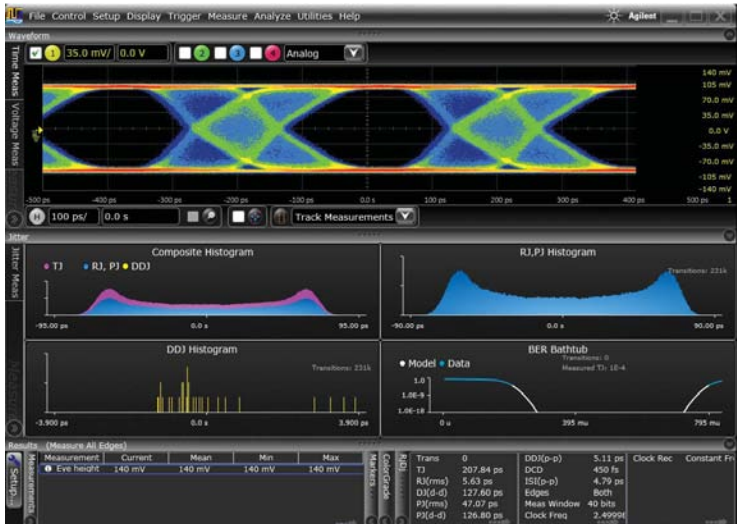 File Control Setup Display Trigger Measure Analyze Utilities Help
Agilent
Waveform
Time Meas
Voltage Meas
1 35.0 mV/ 0.0 V 2 3 4 Analog
140 mV
105 mV
70.0 mV
35.0 mV
0.0 V
-35.0 mV
-70.0 mV
-105 mV
-140 mV
-500 ps -400 ps -300 ps -200 ps -100 ps 0.0 s 100 ps 200 ps 300 ps 400 ps 500 ps 1
H 100 ps/ 0.0 s Track Measurements
Jitter
Jitter Meas
Composite Histogram
TJ RJ, PJ DDJ
-95.00 ps 0.0 s 95.00 ps
RJ,PJ Histogram
Transitions: 231k
-90.00 ps 0.0 s 90.00 ps
DDJ Histogram
Transitions: 231k
-3.900 ps 0.0 s 3.900 ps
BER Bathtub
Model Data
Transitions: 0
Measured TJ: 1E-4
1.0
1.0E-9
1.0E-18
0 u 395 mu 795 mu
Results (Measure All Edges)
Setup...
Measurements
Measurement Current Mean Min Max
Eye height 140 mV 140 mV 140 mV 140 mV
Markers
ColorGrade
RJDJ
Trans 0
TJ 207.84 ps
RJ(rms) 5.63 ps
DJ(d-d) 127.60 ps
PJ(rms) 47.07 ps
PJ(d-d) 126.80 ps
DDJ(p-p) 5.11 ps
DCD 450 fs
ISI(p-p) 4.79 ps
Edges Both
Meas Window 40 bits
Clock Freq
Clock Rec Constant